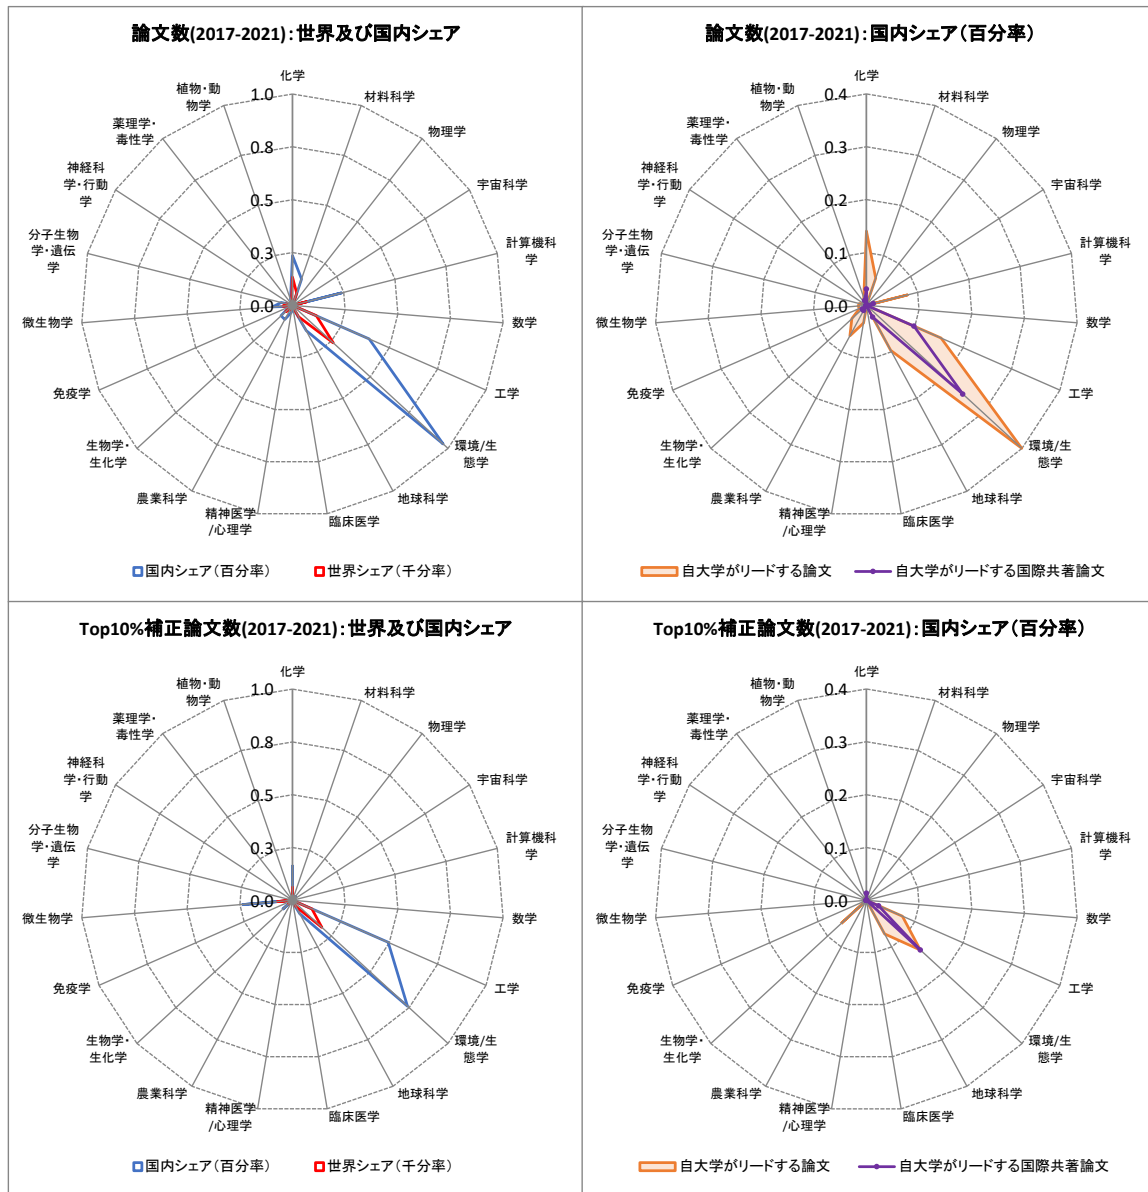 論文数(2017-2021):世界及び国内シェア
化学
材料科学
物理学
宇宙科学
計算機科
学
数学
工学
環境/生
態学
地球科学
臨床医学
精神医学
/心理学
農業科学
生物学・
生化学
免疫学
微生物学
分子生物
学・遺伝
学
神経科
学・行動
学
薬理学・
毒性学
植物・動
物学
1.0
0.8
0.5
0.3
0.0
国内シェア(百分率)
世界シェア(千分率)
論文数(2017-2021):国内シェア(百分率)
化学
材料科学
物理学
宇宙科学
計算機科
学
数学
工学
環境/生
態学
地球科学
臨床医学
精神医学
/心理学
農業科学
生物学・
生化学
免疫学
微生物学
分子生物
学・遺伝
学
神経科
学・行動
学
薬理学・
毒性学
植物・動
物学
0.4
0.3
0.2
0.1
0.0
自大学がリードする論文
自大学がリードする国際共著論文
Top10%補正論文数(2017-2021):世界及び国内シェア
化学
材料科学
物理学
宇宙科学
計算機科
学
数学
工学
環境/生
態学
地球科学
臨床医学
精神医学
/心理学
農業科学
生物学・
生化学
免疫学
微生物学
分子生物
学・遺伝
学
神経科
学・行動
学
薬理学・
毒性学
植物・動
物学
1.0
0.8
0.5
0.3
0.0
国内シェア(百分率)
世界シェア(千分率)
Top10%補正論文数(2017-2021):国内シェア(百分率)
化学
材料科学
物理学
宇宙科学
計算機科
学
数学
工学
環境/生
態学
地球科学
臨床医学
精神医学
/心理学
農業科学
生物学・
生化学
免疫学
微生物学
分子生物
学・遺伝
学
神経科
学・行動
学
薬理学・
毒性学
植物・動
物学
0.4
0.3
0.2
0.1
0.0
自大学がリードする論文
自大学がリードする国際共著論文